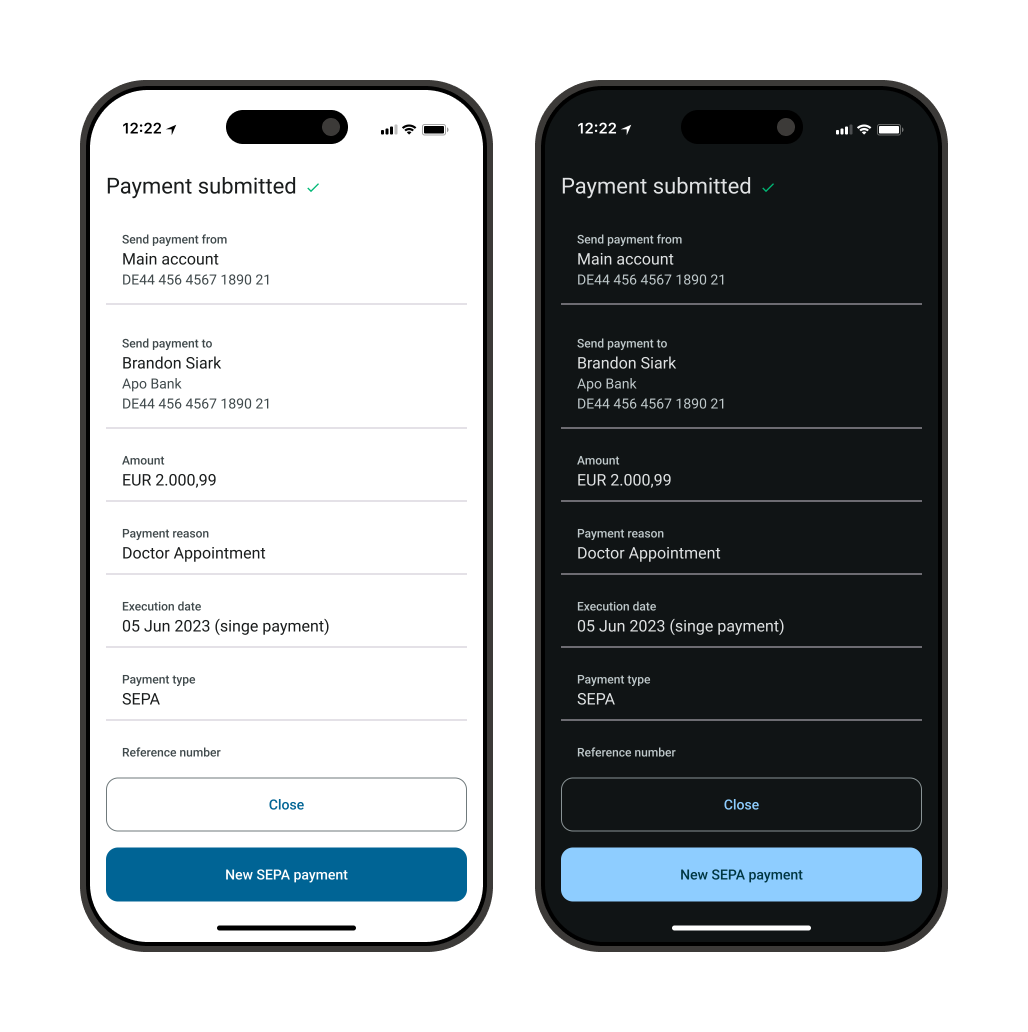 12:22
Payment submitted
Send payment from
Main account
DE44 456 4567 1890 21
Send payment to
Brandon Siark
Apo Bank
DE44 456 4567 1890 21
Amount
EUR 2.000,99
Payment reason
Doctor Appointment
Execution date
05 Jun 2023 (singe payment)
Payment type
SEPA
Reference number
Close
New SEPA payment
12:22
Payment submitted
Send payment from
Main account
DE44 456 4567 1890 21
Send payment to
Brandon Siark
Apo Bank
DE44 456 4567 1890 21
Amount
EUR 2.000,99
Payment reason
Doctor Appointment
Execution date
05 Jun 2023 (singe payment)
Payment type
SEPA
Reference number
Close
New SEPA payment